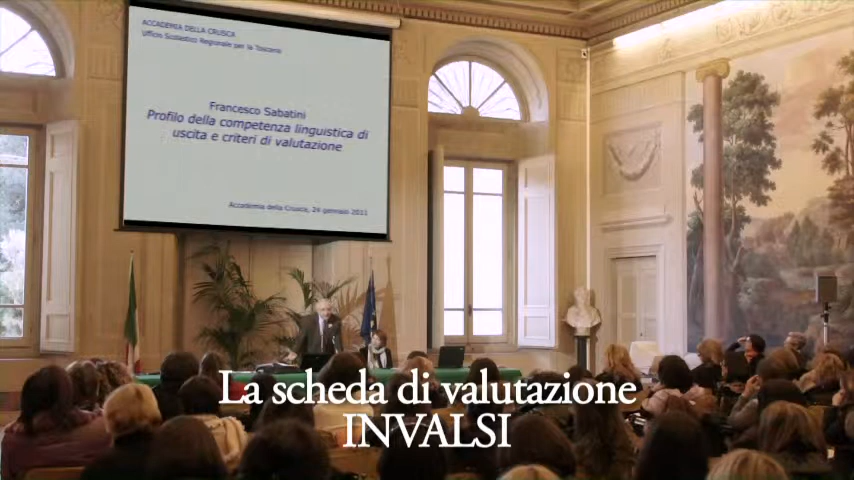 ACCADEMIA DELLA CRUSCA
Ufficio Scolastico Regionale per la Toscana
Francesco Sabatini
Profilo della competenza linguistica di
uscita e criteri di valutazione
Accademia della Crusca, 24 gennaio 2011
La scheda di valutazione
INVALSI